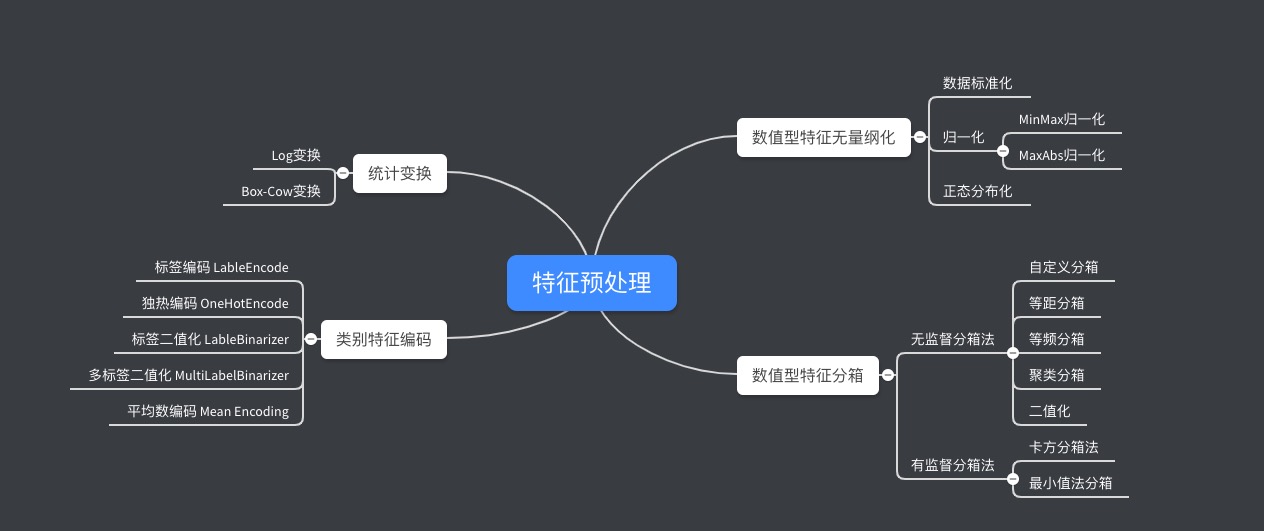 特征预处理
数值型特征无量纲化
数据标准化
归一化
MinMax归一化
MaxAbs归一化
正态分布化
数值型特征分箱
无监督分箱法
自定义分箱
等距分箱
等频分箱
聚类分箱
二值化
有监督分箱法
卡方分箱法
最小值法分箱
统计变换
Log变换
Box-Cow变换
类别特征编码
标签编码 LableEncode
独热编码 OneHotEncode
标签二值化 LableBinarizer
多标签二值化 MultiLabelBinarizer
平均数编码 Mean Encoding